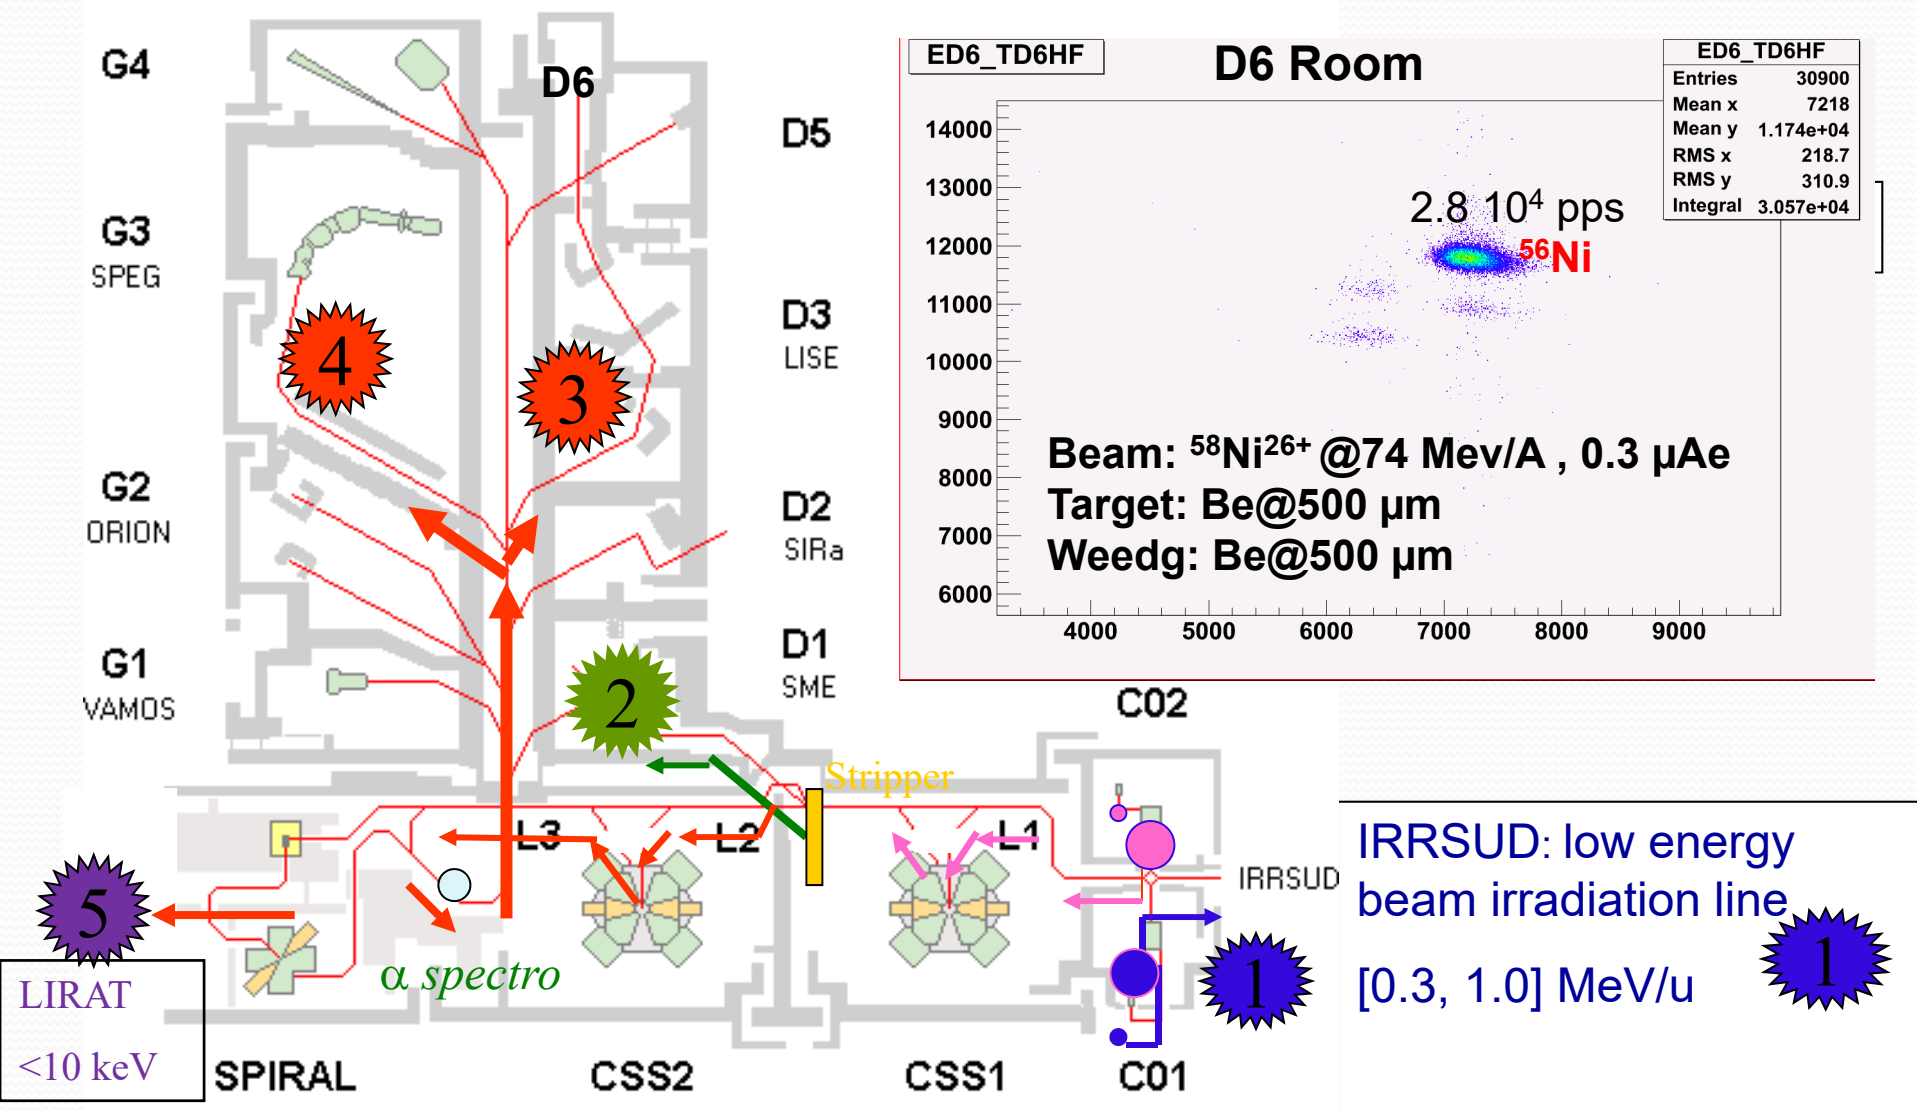 G4
G3
SPEG
G2
ORION
G1
VAMOS
D6
D5
D3
LISE
D2
SIRa
D1
SME
4
3
2
ED6_TD6HF
D6 Room
ED6_TD6HF
Entries 30900
Mean x 7218
Mean y 1.174e+04
RMS x 218.7
RMS y 310.9
Integral 3.057e+04
14000
13000
12000
11000
10000
9000
8000
7000
6000
2.8 10⁴ pps
⁵⁶Ni
Beam: ⁵⁸Ni²⁶⁺ @74 Mev/A , 0.3 µAe
Target: Be@500 µm
Weedg: Be@500 µm
4000 5000 6000 7000 8000 9000
C02
Stripper
L3
L2
L1
IRRSUD
IRRSUD: low energy
beam irradiation line
1
[0.3, 1.0] MeV/u
5
α spectro
1
LIRAT
<10 keV
SPIRAL
CSS2
CSS1
C01